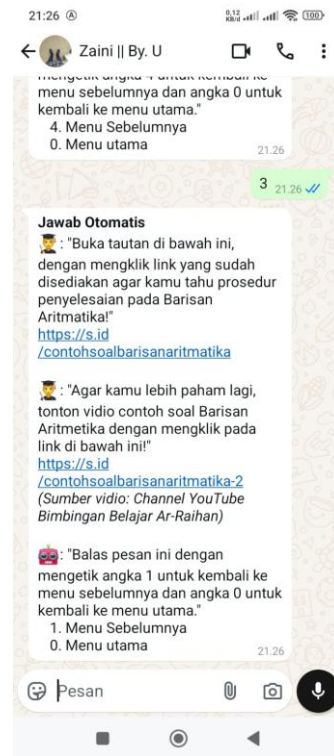 21:26
0,12
KB/d
100
Zaini || By. U
mengetik angka 4 untuk kembali ke
menu sebelumnya dan angka 0 untuk
kembali ke menu utama."
4. Menu Sebelumnya
0. Menu utama
21.26
3 21.26
Jawab Otomatis
: "Buka tautan di bawah ini,
dengan mengklik link yang sudah
disediakan agar kamu tahu prosedur
penyelesaian pada Barisan
Aritmatika!"
https://s.id
/contohsoalbarisanaritmatika
: "Agar kamu lebih paham lagi,
tonton vidio contoh soal Barisan
Aritmetika dengan mengklik pada
link di bawah ini!"
https://s.id
/contohsoalbarisanaritmatika-2
(Sumber vidio: Channel YouTube
Bimbingan Belajar Ar-Raihan)
: "Balas pesan ini dengan
mengetik angka 1 untuk kembali ke
menu sebelumnya dan angka 0 untuk
kembali ke menu utama."
1. Menu Sebelumnya
0. Menu utama
21.26
Pesan